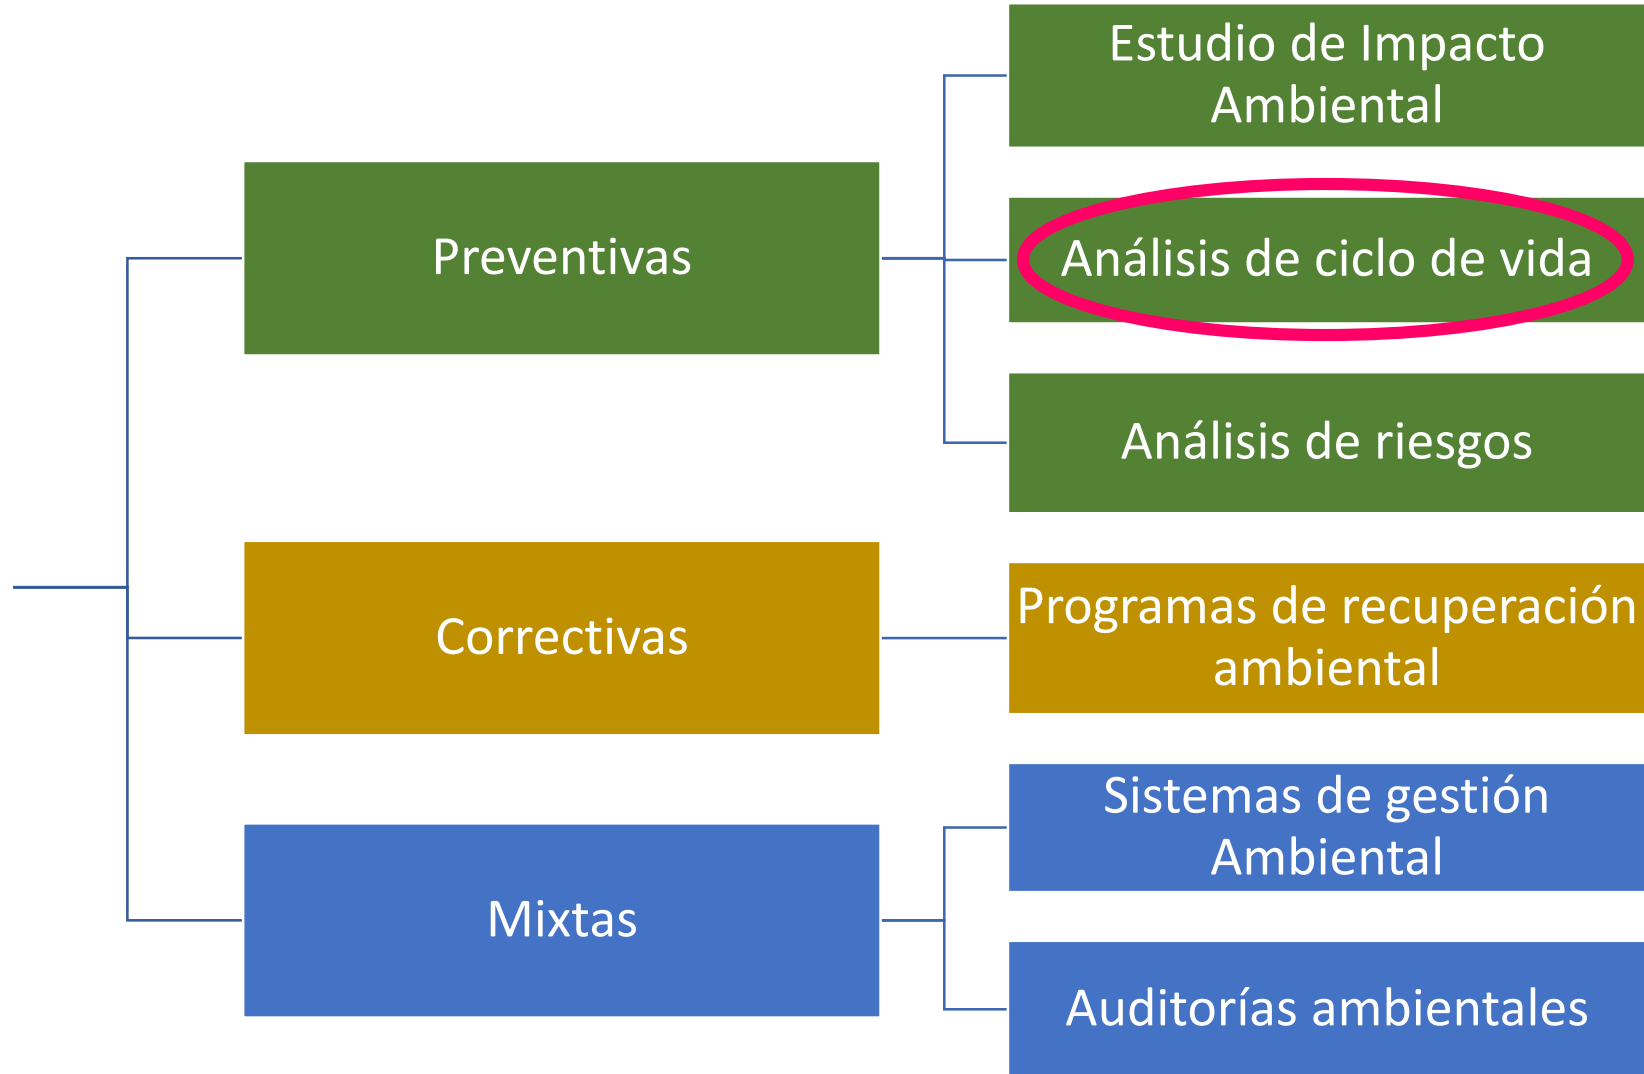 Preventivas
Estudio de Impacto
Ambiental
Análisis de ciclo de vida
Análisis de riesgos
Correctivas
Programas de recuperación
ambiental
Mixtas
Sistemas de gestión
Ambiental
Auditorías ambientales